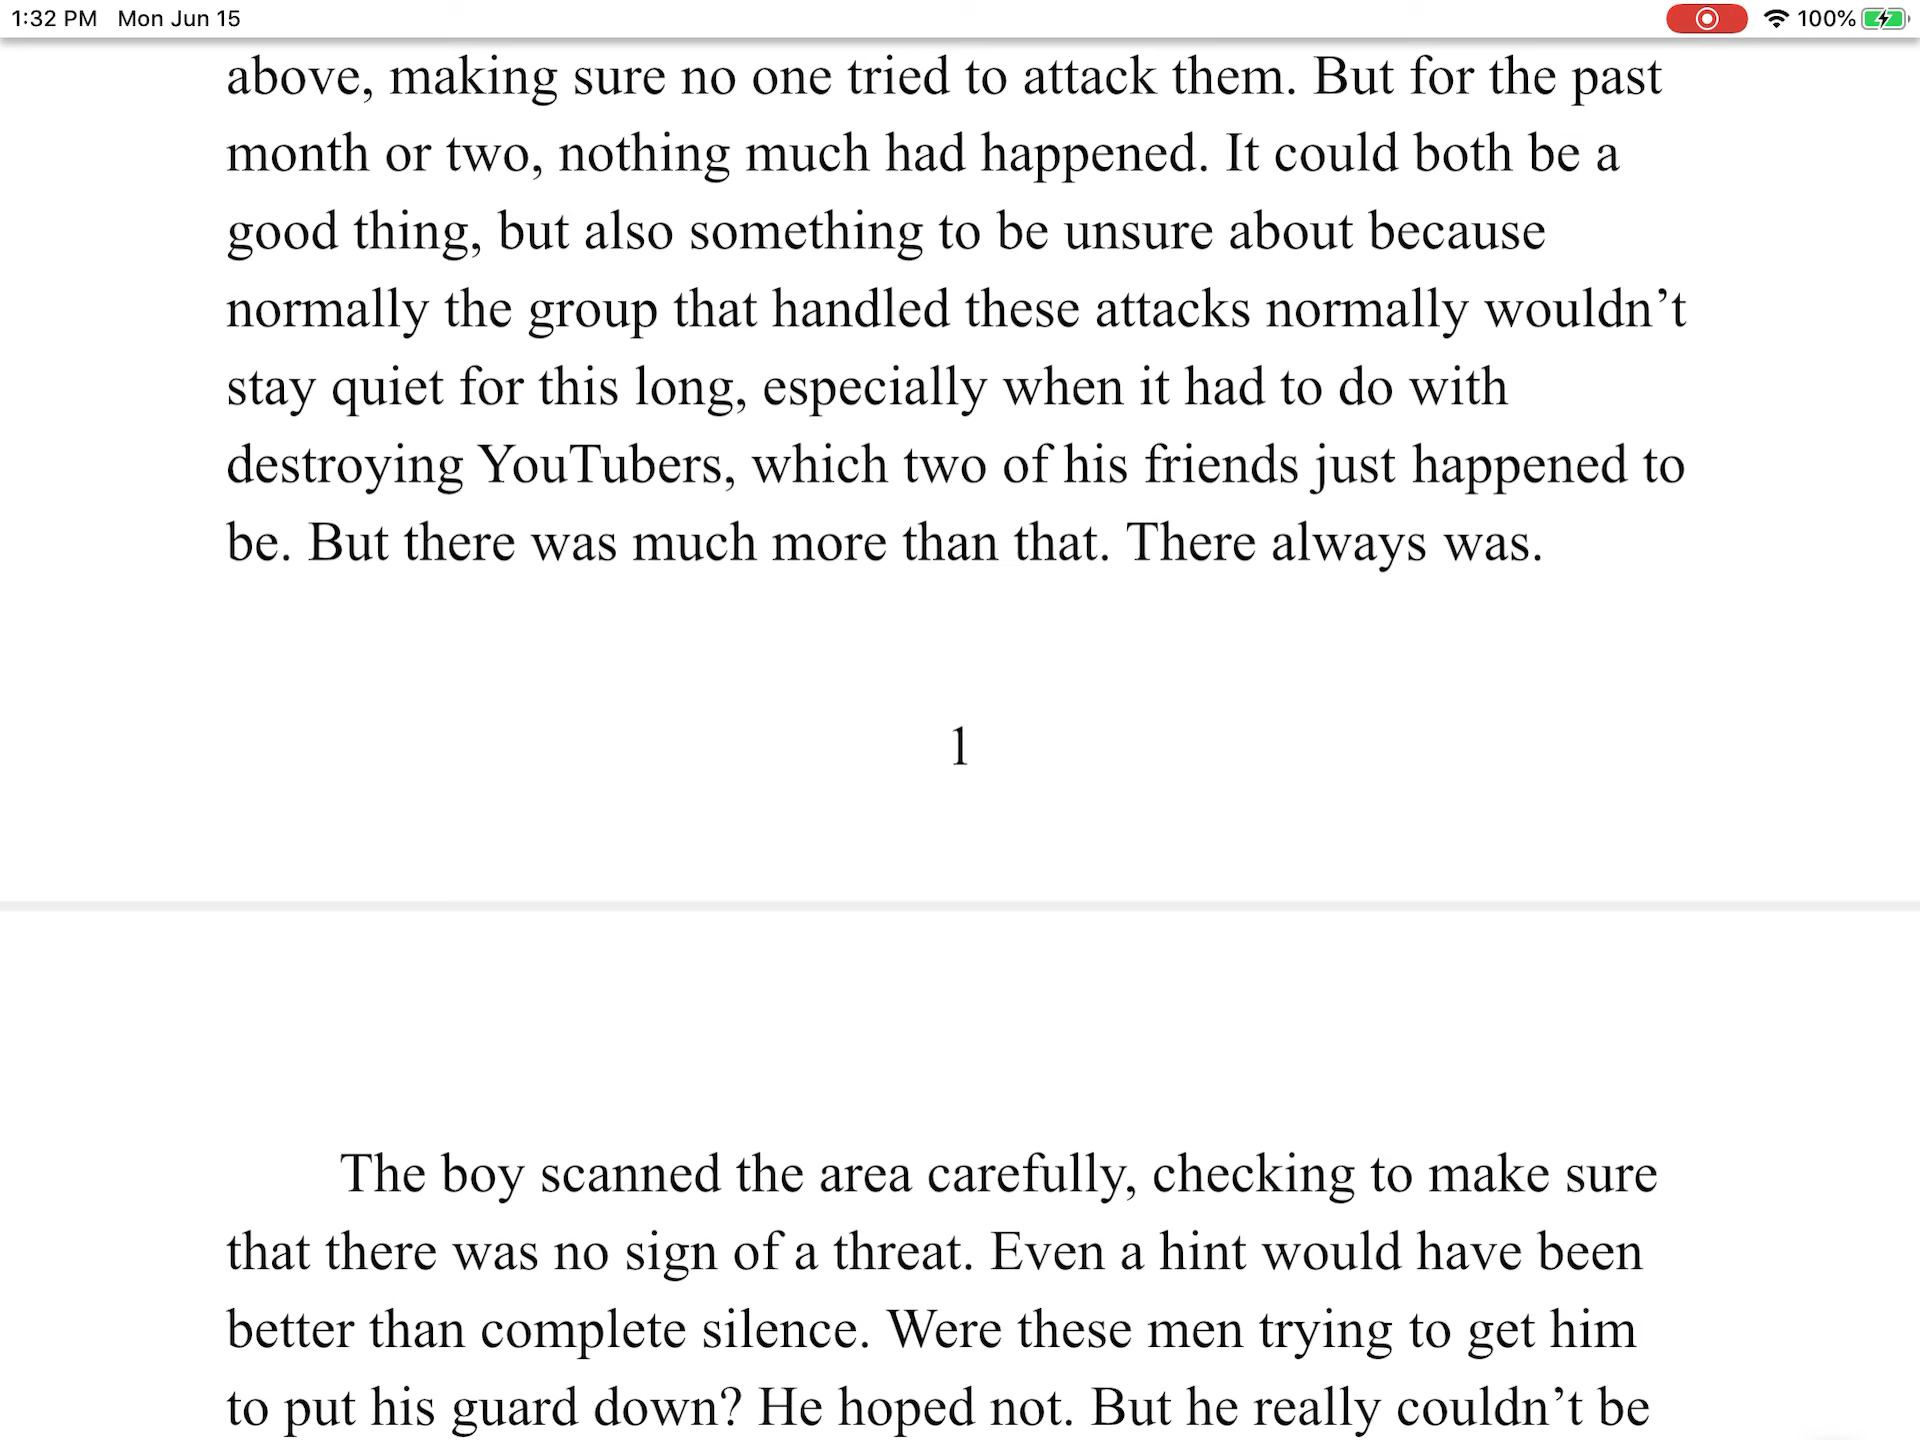 1:32 PM Mon Jun 15 100%
above, making sure no one tried to attack them. But for the past
month or two, nothing much had happened. It could both be a
good thing, but also something to be unsure about because
normally the group that handled these attacks normally wouldn’t
stay quiet for this long, especially when it had to do with
destroying YouTubers, which two of his friends just happened to
be. But there was much more than that. There always was.
1
The boy scanned the area carefully, checking to make sure
that there was no sign of a threat. Even a hint would have been
better than complete silence. Were these men trying to get him
to put his guard down? He hoped not. But he really couldn’t be